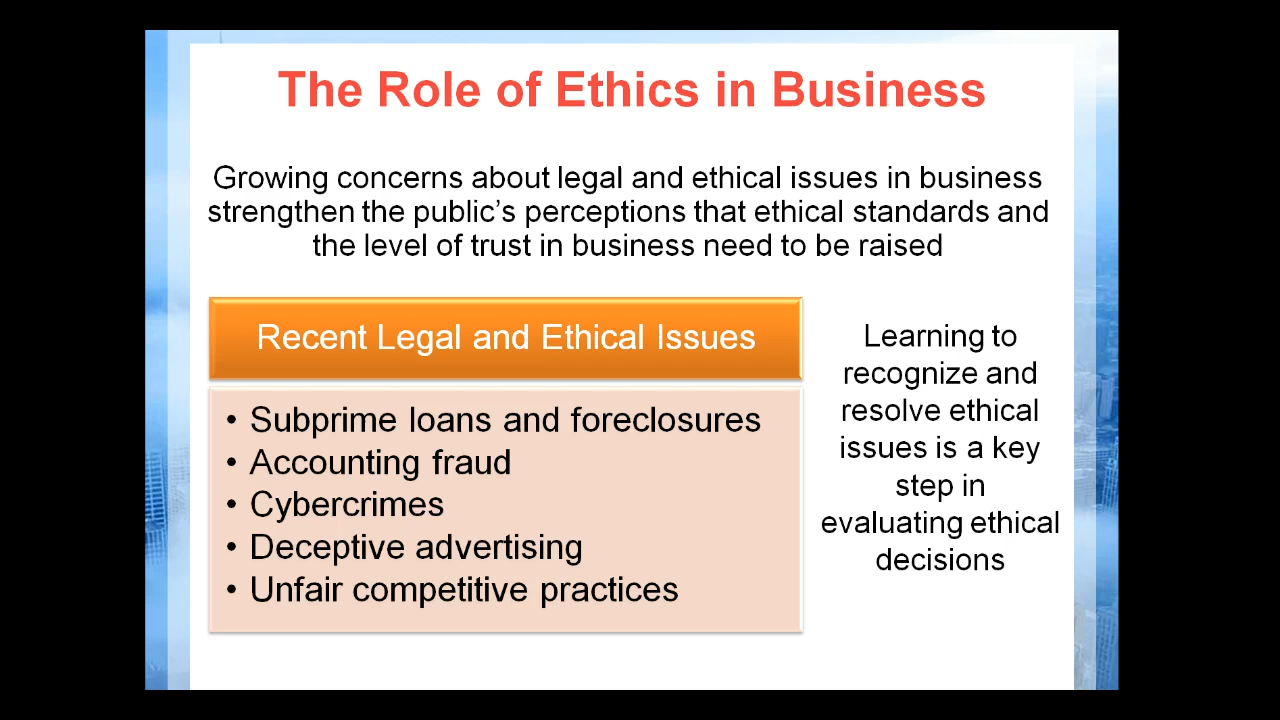 The Role of Ethics in Business
Growing concerns about legal and ethical issues in business
strengthen the public's perceptions that ethical standards and
the level of trust in business need to be raised
Recent Legal and Ethical Issues
• Subprime loans and foreclosures
• Accounting fraud
• Cybercrimes
• Deceptive advertising
• Unfair competitive practices
Learning to
recognize and
resolve ethical
issues is a key
step in
evaluating ethical
decisions